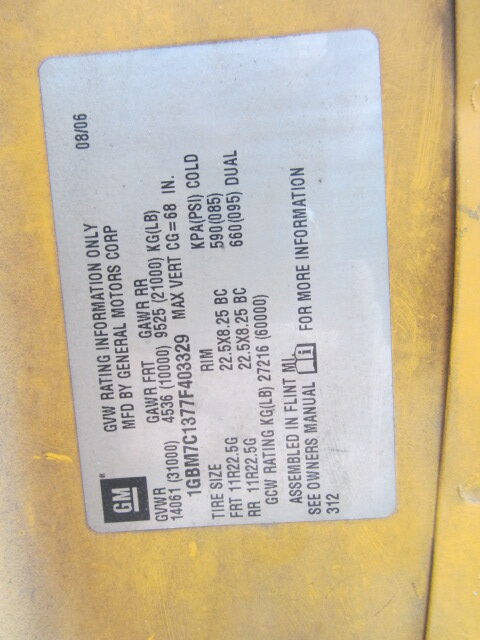 GM
GVW RATING INFORMATION ONLY 08/06
MFD BY GENERAL MOTORS CORP
GVWR GAWR FRT GAWR RR
14061 (31000) 4536 (10000) 9525 (21000) KG(LB)
1GBM7C1377F403329 MAX VERT CG=68 IN.
TIRE SIZE RIM KPA(PSI) COLD
FRT 11R22.5G 22.5X8.25 BC 590(085)
RR 11R22.5G 22.5X8.25 BC 660(095) DUAL
GCW RATING KG(LB) 27216 (60000)
ASSEMBLED IN FLINT MI.
SEE OWNERS MANUAL i FOR MORE INFORMATION
312